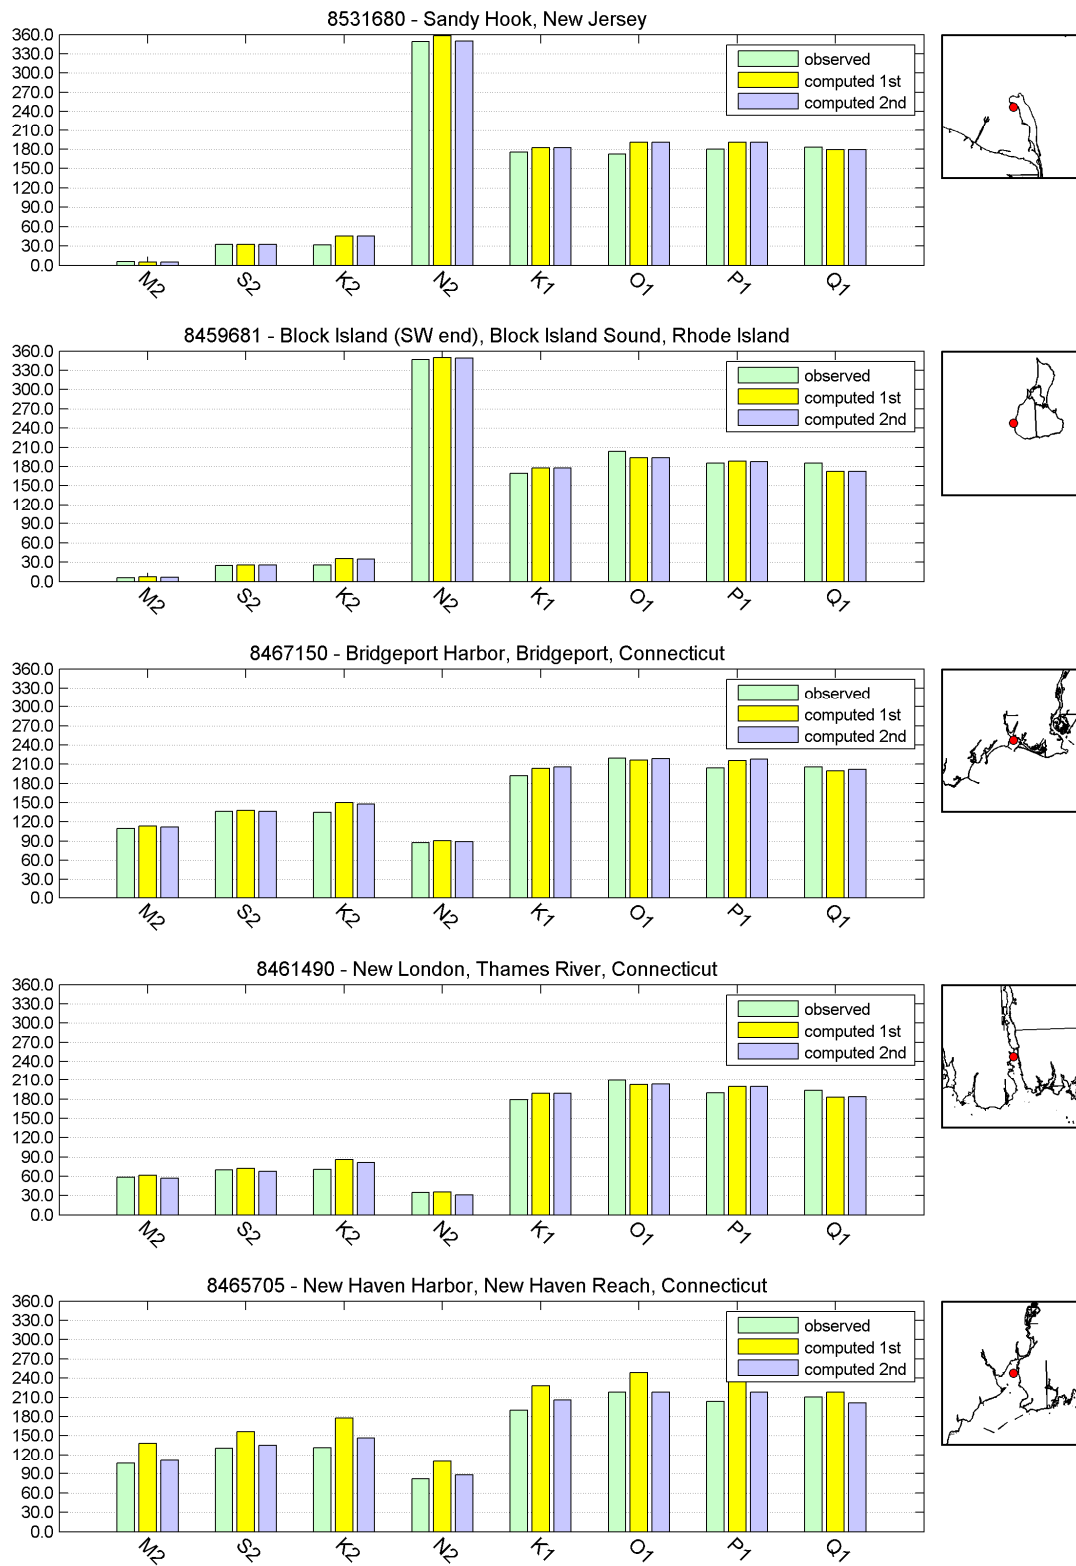 8531680 - Sandy Hook, New Jersey
360.0
330.0
300.0
270.0
240.0
210.0
180.0
150.0
120.0
90.0
60.0
30.0
0.0
observed
computed 1st
computed 2nd
M2 S2 K2 N2 K1 O1 P1 Q1
8459681 - Block Island (SW end), Block Island Sound, Rhode Island
360.0
330.0
300.0
270.0
240.0
210.0
180.0
150.0
120.0
90.0
60.0
30.0
0.0
observed
computed 1st
computed 2nd
M2 S2 K2 N2 K1 O1 P1 Q1
8467150 - Bridgeport Harbor, Bridgeport, Connecticut
360.0
330.0
300.0
270.0
240.0
210.0
180.0
150.0
120.0
90.0
60.0
30.0
0.0
observed
computed 1st
computed 2nd
M2 S2 K2 N2 K1 O1 P1 Q1
8461490 - New London, Thames River, Connecticut
360.0
330.0
300.0
270.0
240.0
210.0
180.0
150.0
120.0
90.0
60.0
30.0
0.0
observed
computed 1st
computed 2nd
M2 S2 K2 N2 K1 O1 P1 Q1
8465705 - New Haven Harbor, New Haven Reach, Connecticut
360.0
330.0
300.0
270.0
240.0
210.0
180.0
150.0
120.0
90.0
60.0
30.0
0.0
observed
computed 1st
computed 2nd
M2 S2 K2 N2 K1 O1 P1 Q1